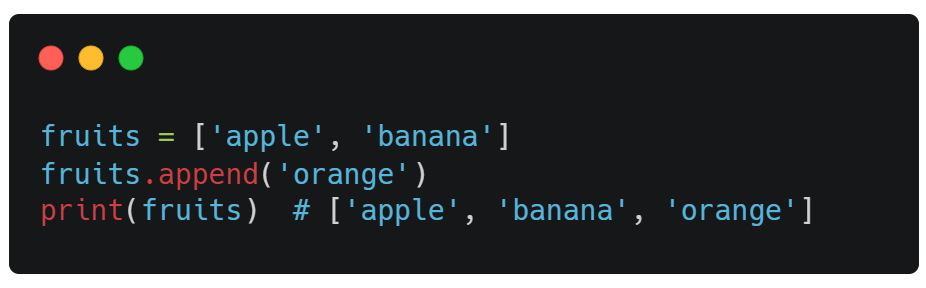 fruits = ['apple', 'banana']
fruits.append('orange')
print(fruits)  # ['apple', 'banana', 'orange']